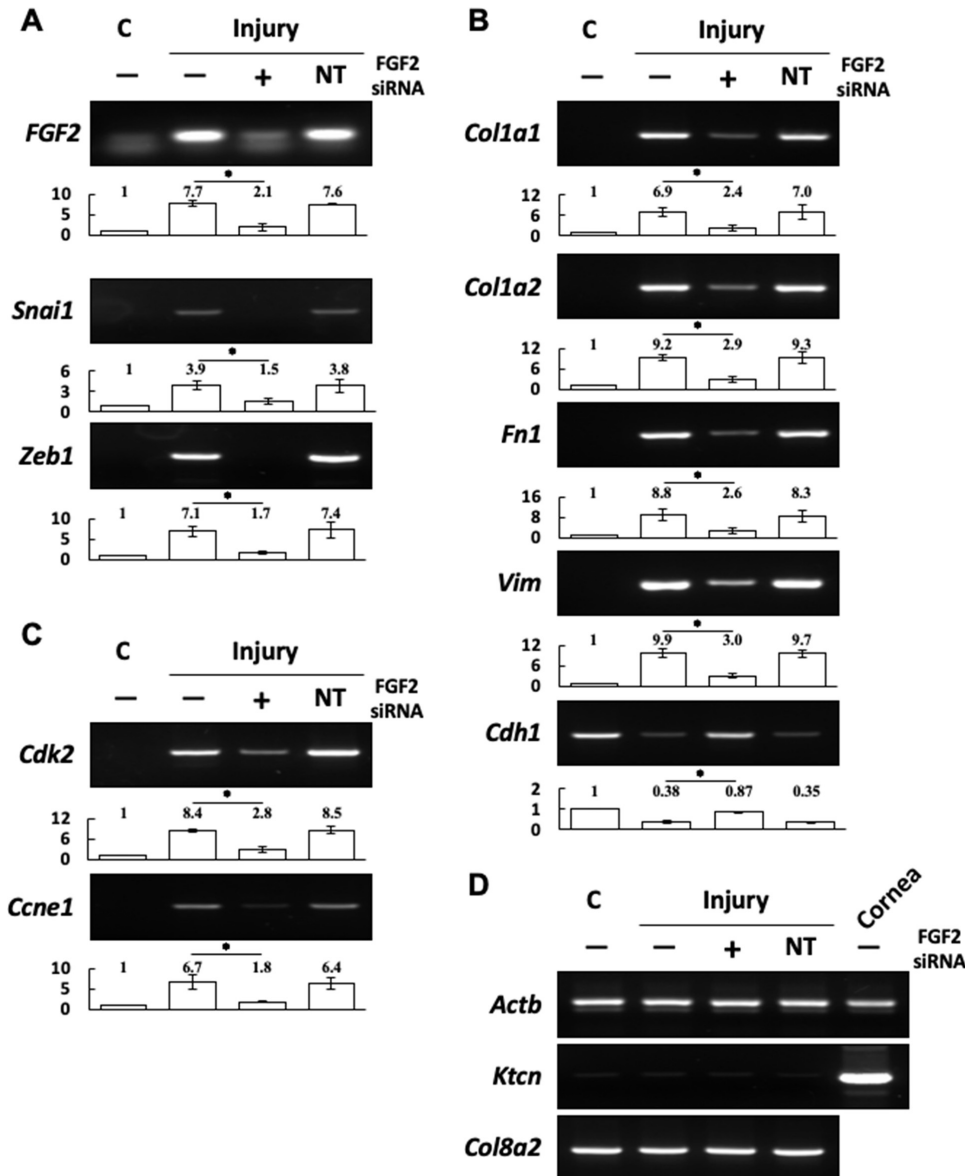 A
C
Injury
FGF2
siRNA
— — + NT
FGF2
1 7.7 * 2.1 7.6
10
5
0
Snai1
1 3.9 * 1.5 3.8
6
3
0
Zeb1
1 7.1 * 1.7 7.4
10
5
0
C
C
Injury
FGF2
siRNA
— — + NT
Cdk2
1 8.4 * 2.8 8.5
12
6
0
Ccne1
1 6.7 * 1.8 6.4
10
5
0
B
C
Injury
FGF2
siRNA
— — + NT
Col1a1
1 6.9 * 2.4 7.0
12
6
0
Col1a2
1 9.2 * 2.9 9.3
12
6
0
Fn1
1 8.8 * 2.6 8.3
16
8
0
Vim
1 9.9 * 3.0 9.7
12
6
0
Cdh1
1 0.38 * 0.87 0.35
2
1
0
D
C
Injury
Cornea
FGF2
siRNA
— — + NT —
Actb
Ktcn
Col8a2